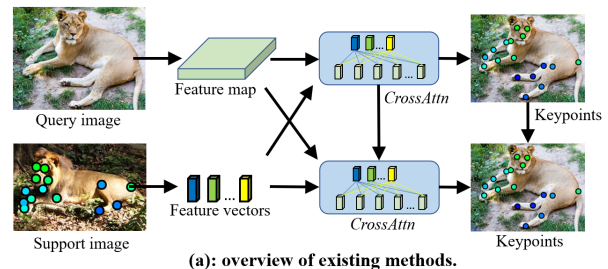 Query image
Feature map
CrossAttn
Keypoints
Support image
Feature vectors
CrossAttn
Keypoints
(a): overview of existing methods.